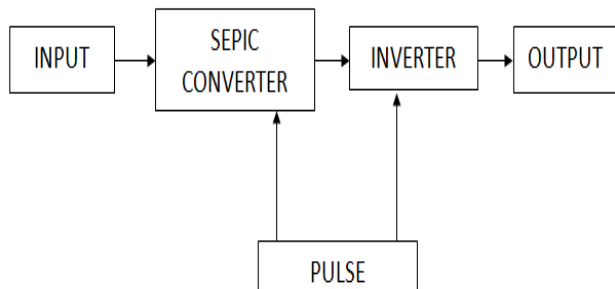 INPUT
SEPIC
CONVERTER
INVERTER
OUTPUT
PULSE